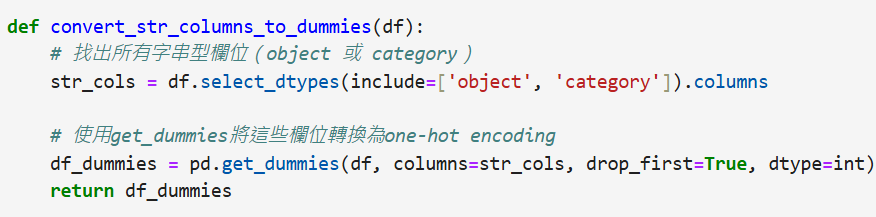 def convert_str_columns_to_dummies(df):
    # 找出所有字串型欄位 ( object 或 category )
    str_cols = df.select_dtypes(include=['object', 'category']).columns

    # 使用get_dummies將這些欄位轉換為one-hot encoding
    df_dummies = pd.get_dummies(df, columns=str_cols, drop_first=True, dtype=int)
    return df_dummies